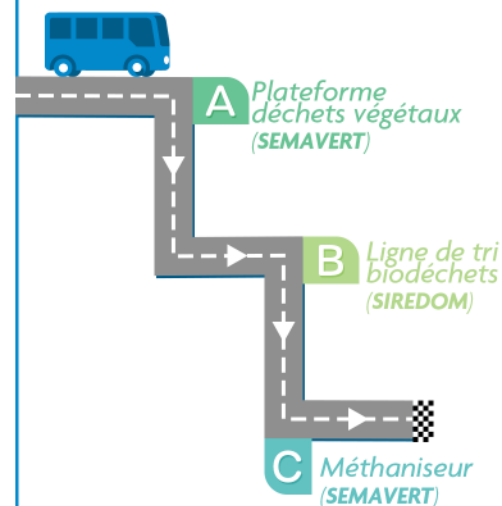 A
Plateforme
déchets végétaux
(SEMAVERT)
B
Ligne de tri
biodéchets
(SIREDOM)
C
Méthaniseur
(SEMAVERT)